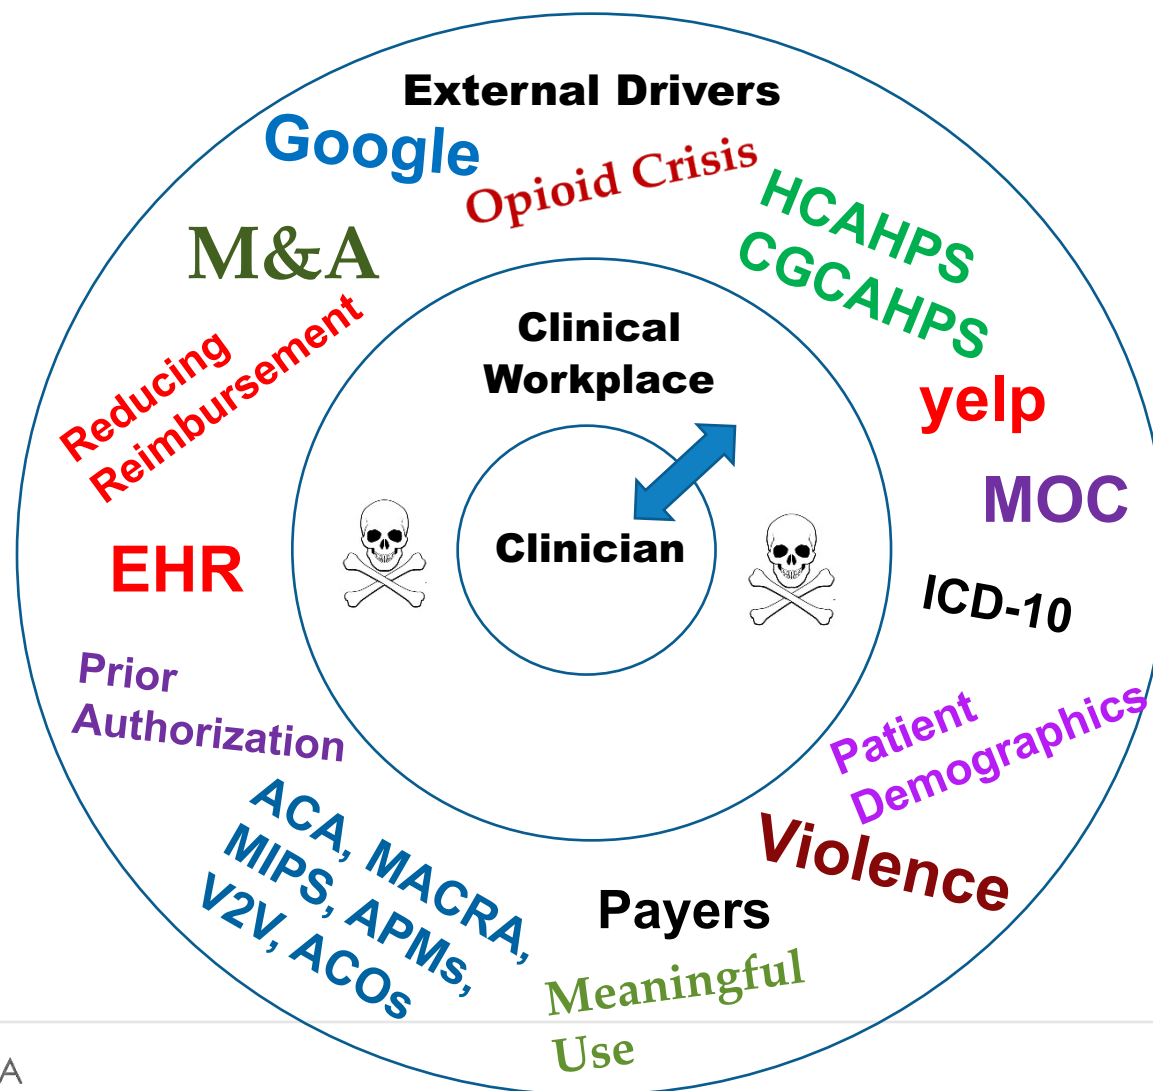 External Drivers
Google
Opioid Crisis
HCAHPS
CGCAHPS
M&A
Reducing
Reimbursement
Clinical
Workplace
yelp
MOC
Clinician
EHR
ICD-10
Prior
Authorization
Patient
Demographics
ACA, MACRA,
MIPS, APMs,
V2V, ACOs
Violence
Payers
Meaningful
Use
A